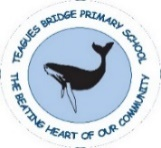 TEAGUES BRIDGE PRIMARY SCHOOL
THE BEATING HEART OF OUR COMMUNITY